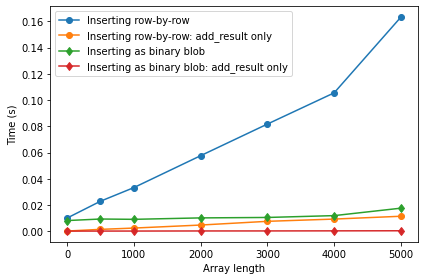 Inserting row-by-row
Inserting row-by-row: add_result only
Inserting as binary blob
Inserting as binary blob: add_result only
0.16
0.14
0.12
0.10
0.08
0.06
0.04
0.02
0.00
Time (s)
0 1000 2000 3000 4000 5000
Array length